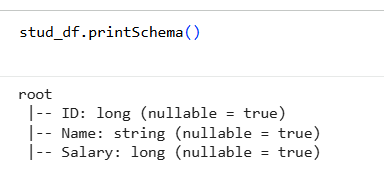 stud_df.printSchema()
root
 |-- ID: long (nullable = true)
 |-- Name: string (nullable = true)
 |-- Salary: long (nullable = true)